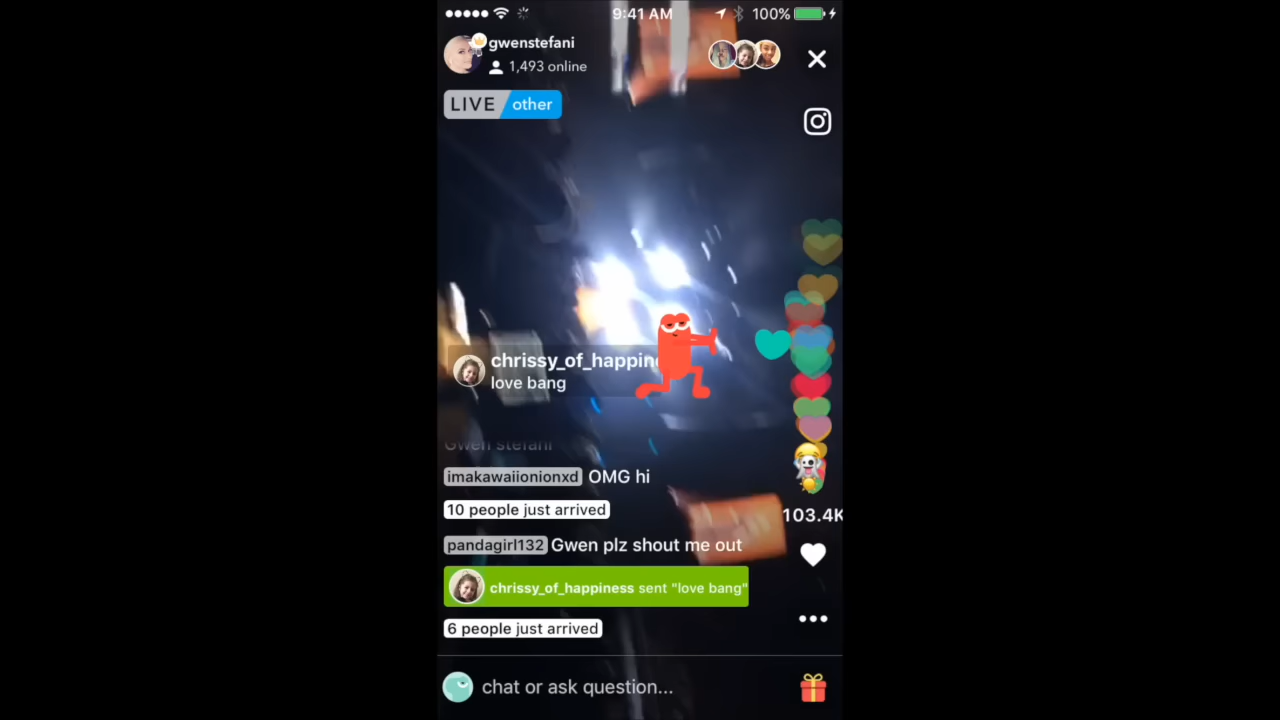 9:41 AM 100%
gwenstefani
1,493 online
LIVE other
chrissy_of_happin
love bang
Gwen stefani
imakawaiionionxd OMG hi
10 people just arrived
103.4K
pandagirl132 Gwen plz shout me out
chrissy_of_happiness sent "love bang"
6 people just arrived
chat or ask question...